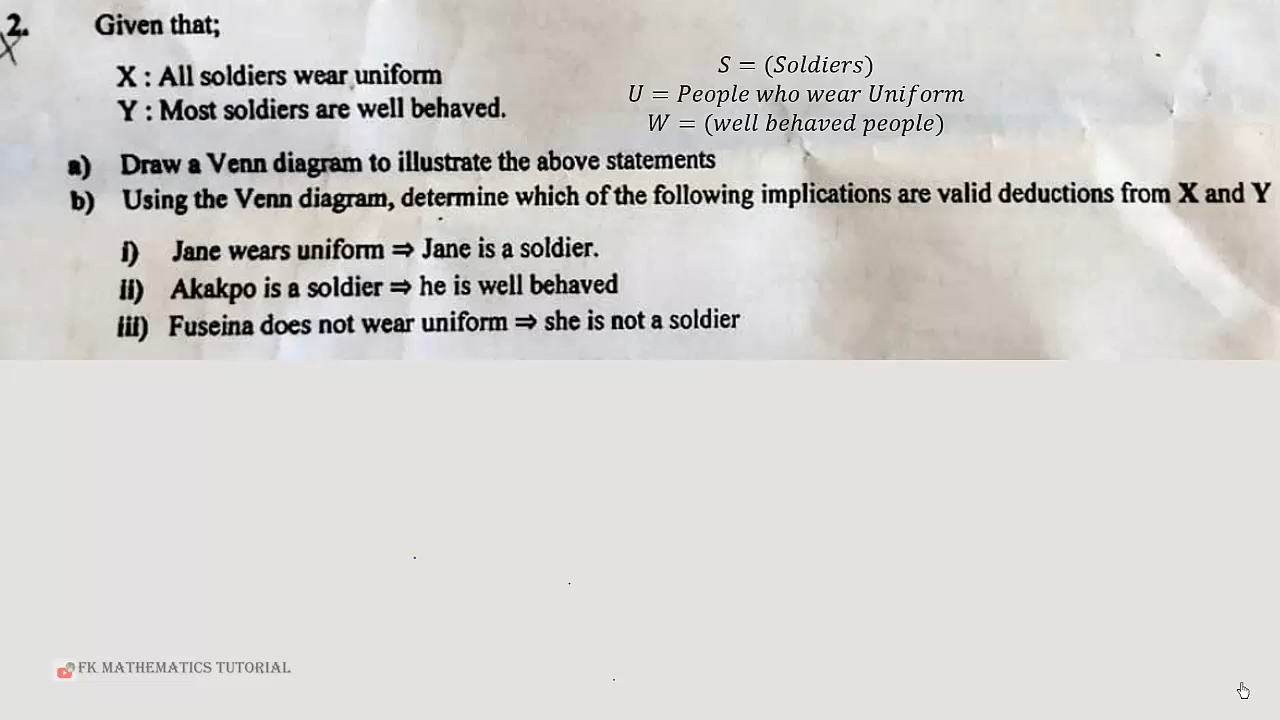 2. Given that;
X : All soldiers wear uniform
Y : Most soldiers are well behaved.
S = (Soldiers)
U = People who wear Uniform
W = (well behaved people)
a) Draw a Venn diagram to illustrate the above statements
b) Using the Venn diagram, determine which of the following implications are valid deductions from X and Y
i) Jane wears uniform ⇒ Jane is a soldier.
ii) Akakpo is a soldier ⇒ he is well behaved
iii) Fuseina does not wear uniform ⇒ she is not a soldier
FK MATHEMATICS TUTORIAL